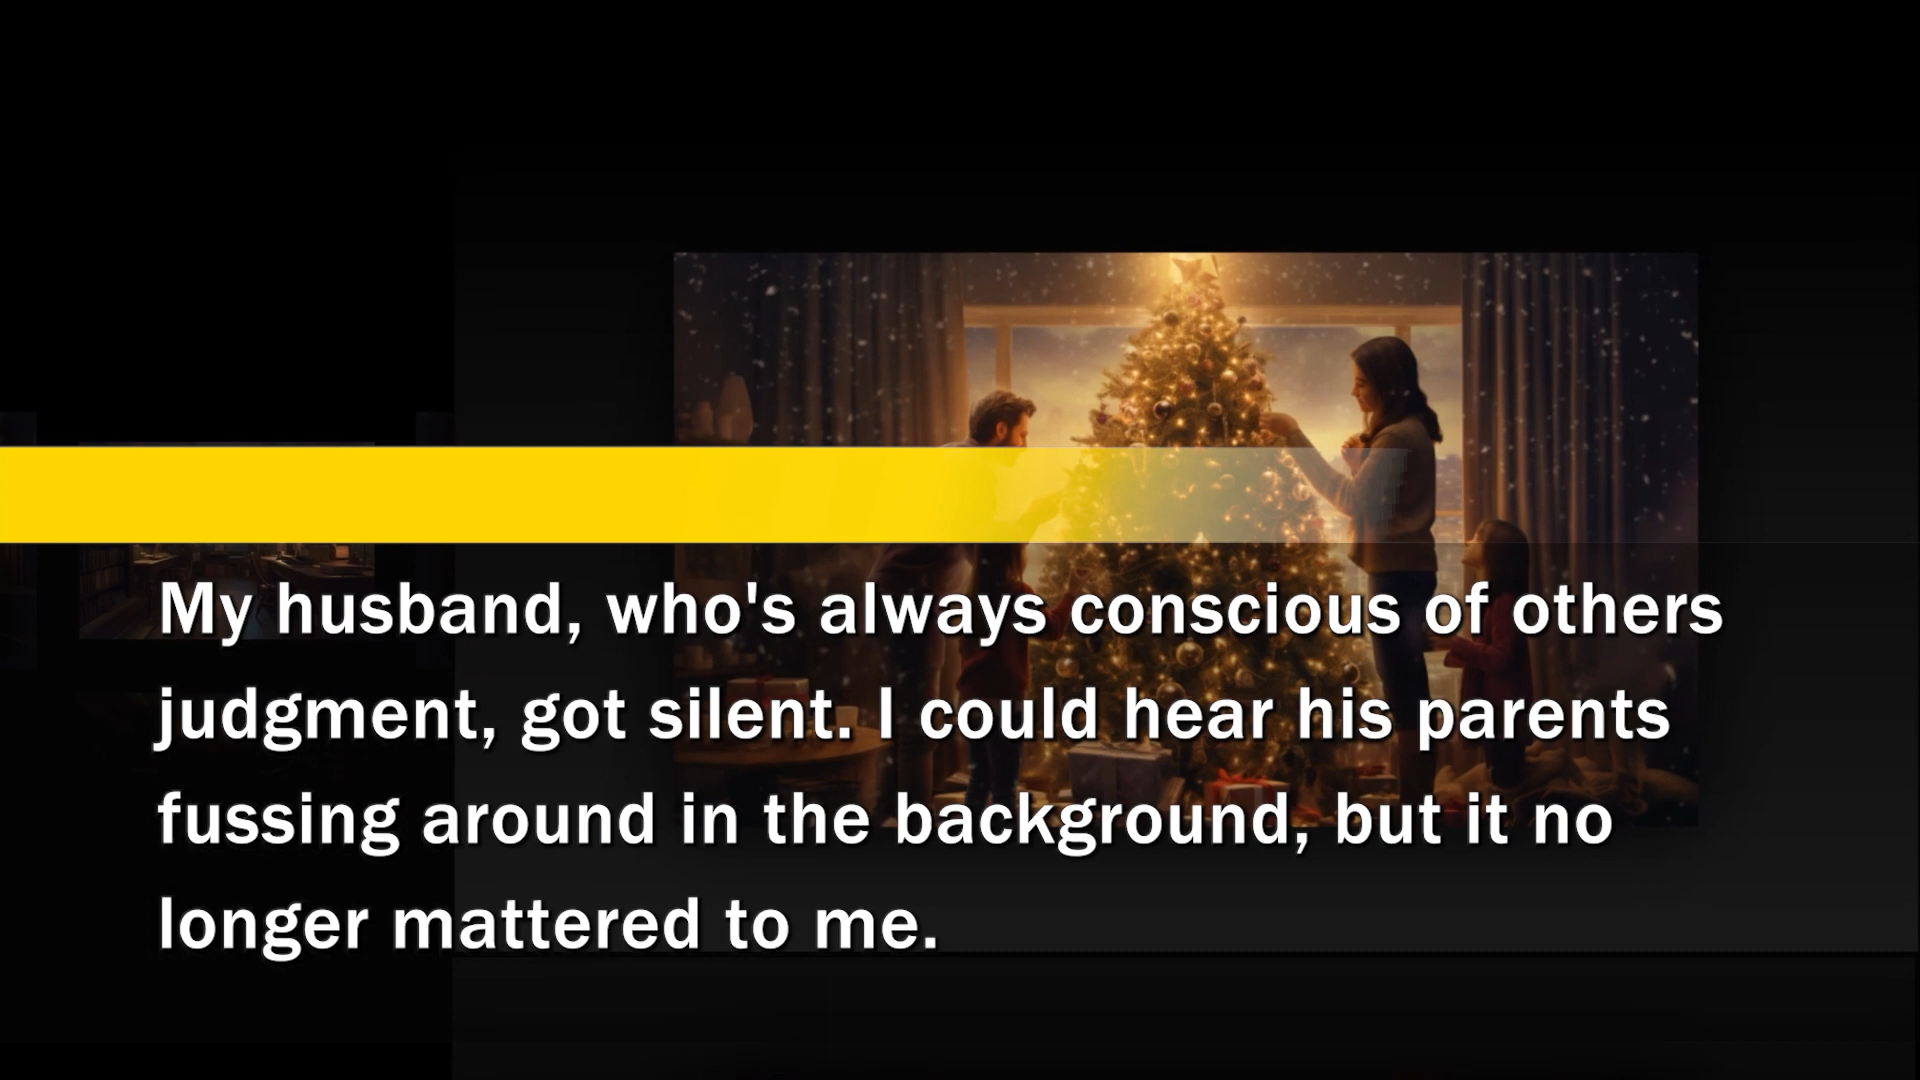 My husband, who's always conscious of others
judgment, got silent. I could hear his parents
fussing around in the background, but it no
longer mattered to me.